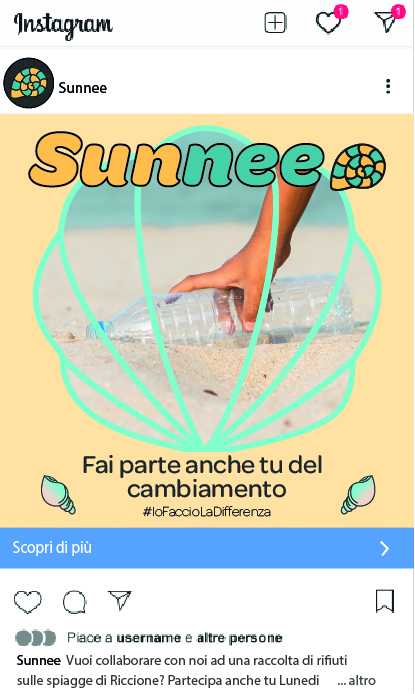 Instagram
1
1
Sunnee
Sunnee
Fai parte anche tu del
cambiamento
#IoFaccioLaDifferenza
Scopri di più
Piace a username e altre persone
Sunnee Vuoi collaborare con noi ad una raccolta di rifiuti
sulle spiagge di Riccione? Partecipa anche tu Lunedi ... altro